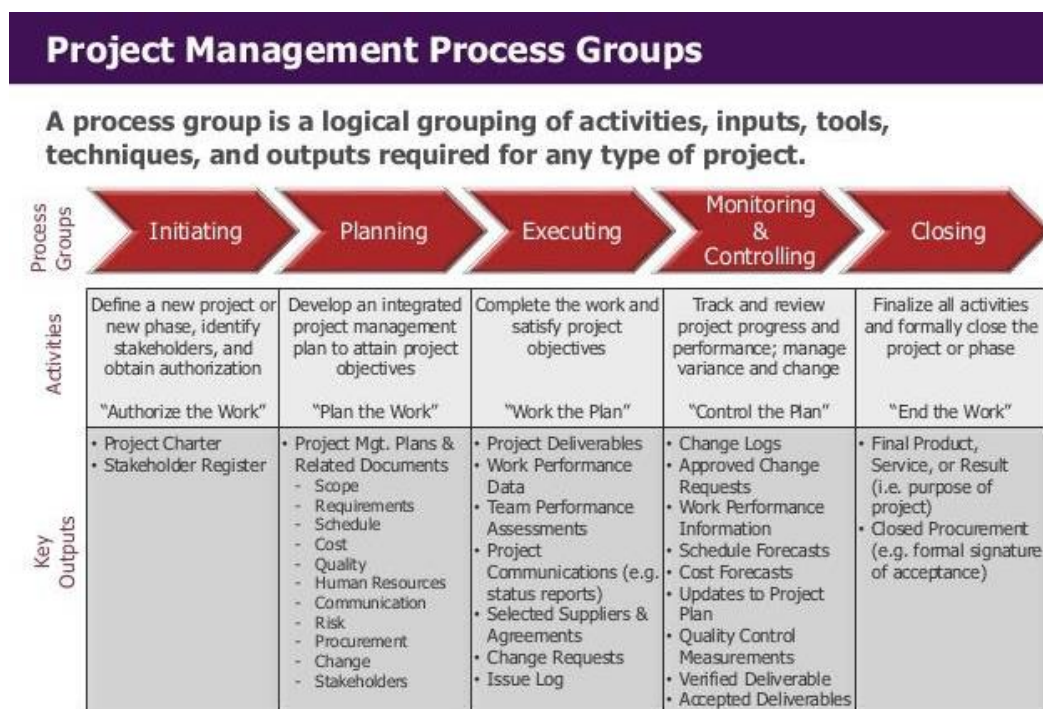 Project Management Process Groups
A process group is a logical grouping of activities, inputs, tools,
techniques, and outputs required for any type of project.
Process
Groups
Initiating
Planning
Executing
Monitoring
&
Controlling
Closing
Activities
Define a new project or
new phase, identify
stakeholders, and
obtain authorization
"Authorize the Work"
Develop an integrated
project management
plan to attain project
objectives
"Plan the Work"
Complete the work and
satisfy project
objectives
"Work the Plan"
Track and review
project progress and
performance; manage
variance and change
"Control the Plan"
Finalize all activities
and formally close the
project or phase
"End the Work"
Key
Outputs
• Project Charter
• Stakeholder Register
• Project Mgt. Plans &
Related Documents
- Scope
- Requirements
- Schedule
- Cost
- Quality
- Human Resources
- Communication
- Risk
- Procurement
- Change
- Stakeholders
• Project Deliverables
• Work Performance
Data
• Team Performance
Assessments
• Project
Communications (e.g.
status reports)
• Selected Suppliers &
Agreements
• Change Requests
• Issue Log
• Change Logs
• Approved Change
Requests
• Work Performance
Information
• Schedule Forecasts
• Cost Forecasts
• Updates to Project
Plan
• Quality Control
Measurements
• Verified Deliverable
• Accepted Deliverables
• Final Product,
Service, or Result
(i.e. purpose of
project)
• Closed Procurement
(e.g. formal signature
of acceptance)